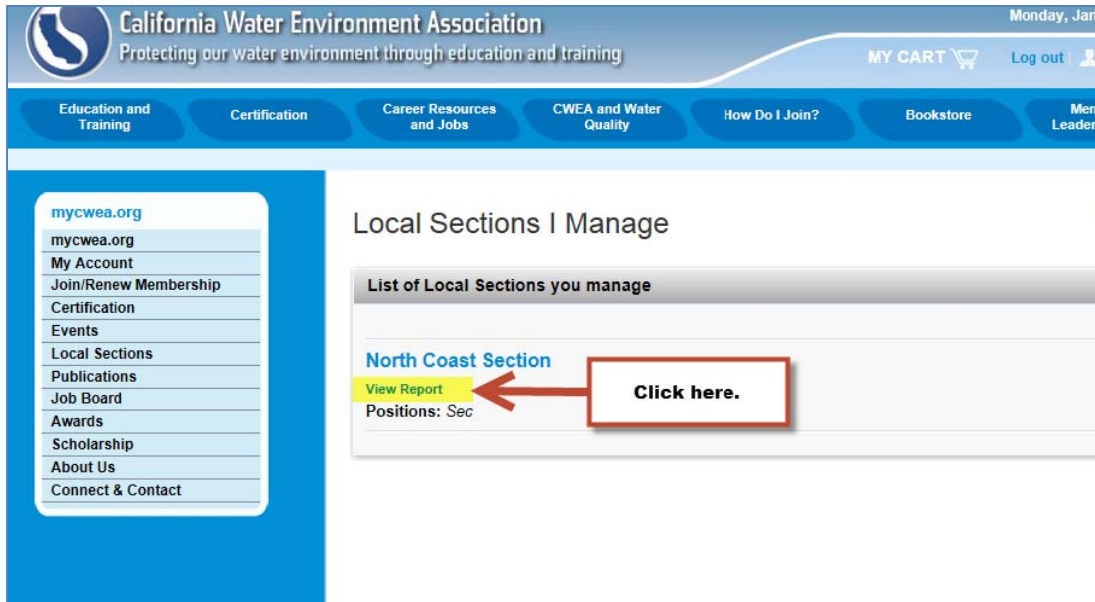 California Water Environment Association
Monday, Jan
Protecting our water environment through education and training
MY CART
Log out
Education and
Training
Certification
Career Resources
and Jobs
CWEA and Water
Quality
How Do I Join?
Bookstore
mycwea.org
mycwea.org
My Account
Join/Renew Membership
Certification
Events
Local Sections
Publications
Job Board
Awards
Scholarship
About Us
Connect & Contact
Local Sections I Manage
List of Local Sections you manage
North Coast Section
View Report
Click here.
Positions: Sec